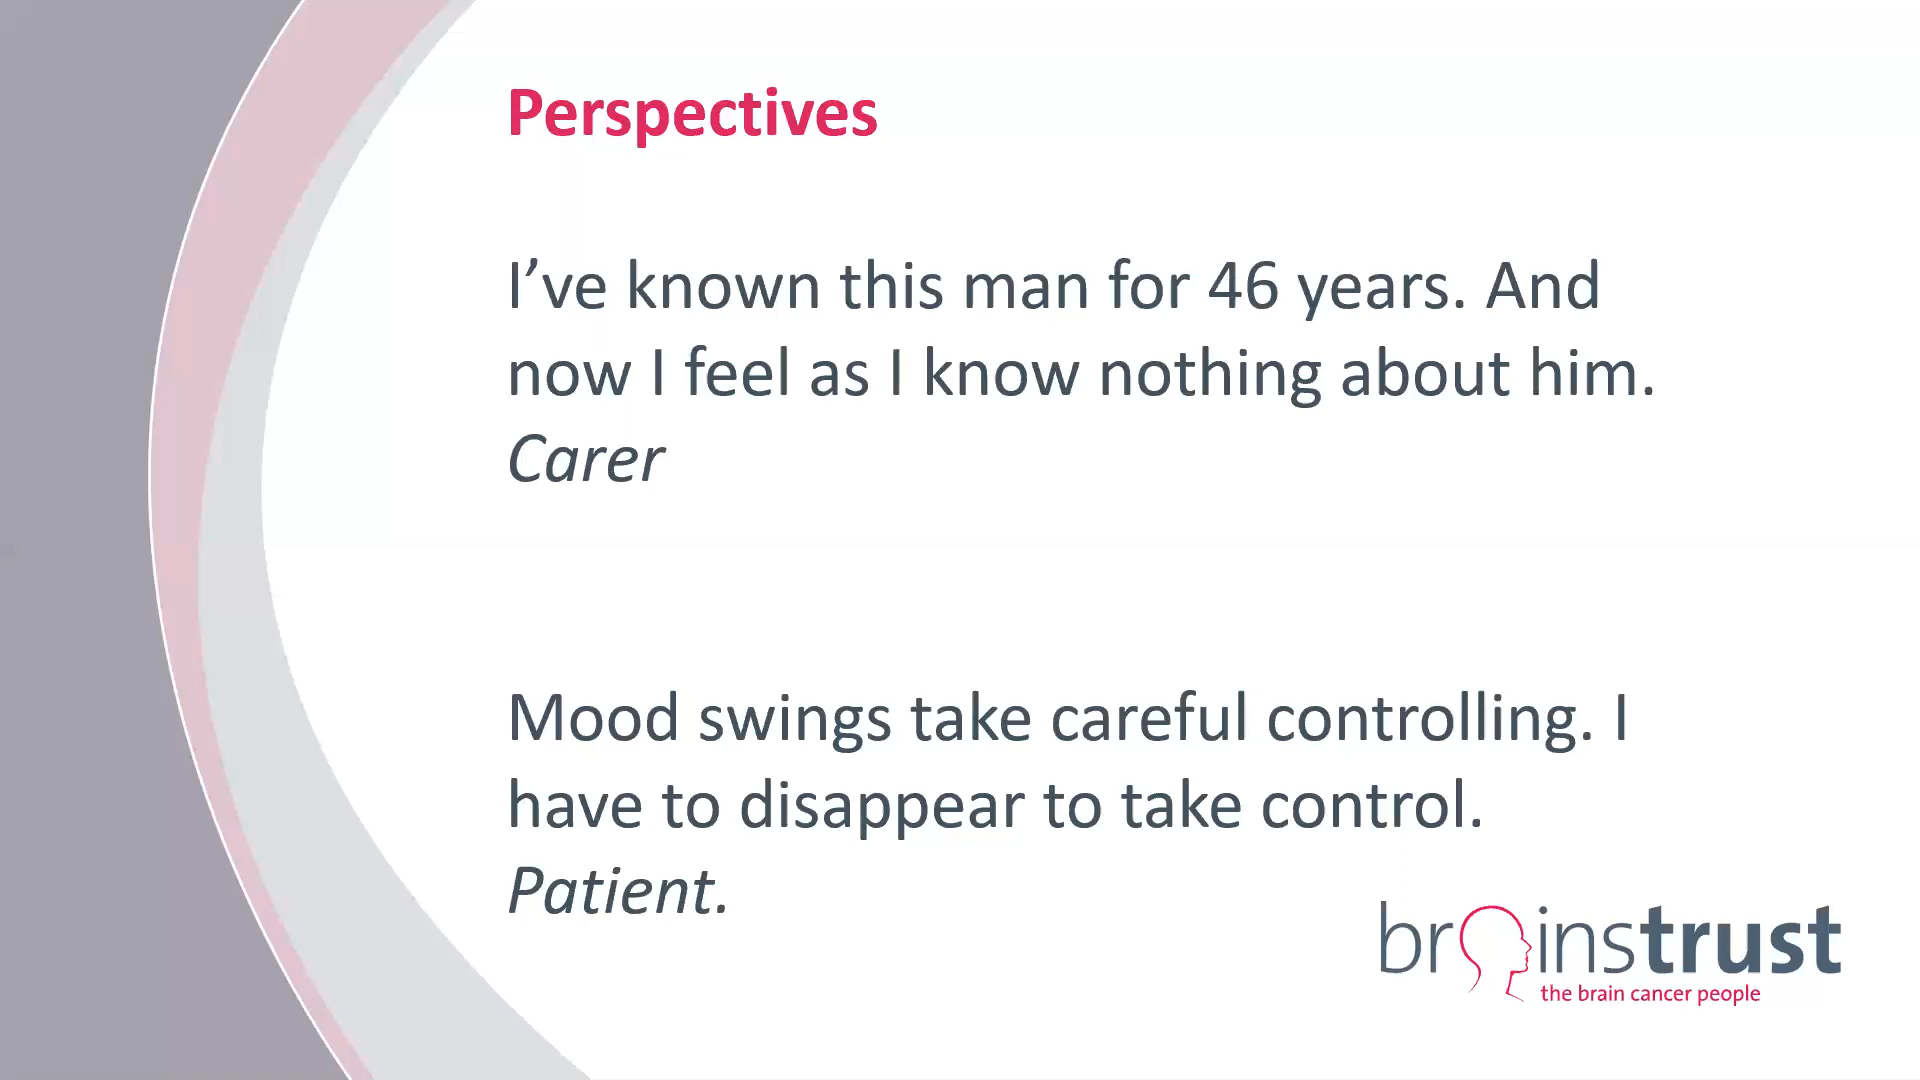 Perspectives
I’ve known this man for 46 years. And
now I feel as I know nothing about him.
Carer
Mood swings take careful controlling. I
have to disappear to take control.
Patient.
brainstrust
the brain cancer people